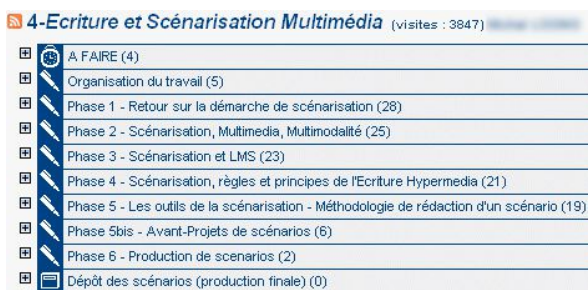 4-Ecriture et Scénarisation Multimédia (visites : 3847)
A FAIRE (4)
Organisation du travail (5)
Phase 1 - Retour sur la démarche de scénarisation (28)
Phase 2 - Scénarisation, Multimedia, Multimodalité (25)
Phase 3 - Scénarisation et LMS (23)
Phase 4 - Scénarisation, règles et principes de l'Ecriture Hypermedia (21)
Phase 5 - Les outils de la scénarisation - Méthodologie de rédaction d'un scénario (19)
Phase 5bis - Avant-Projets de scénarios (6)
Phase 6 - Production de scenarios (2)
Dépôt des scénarios (production finale) (0)